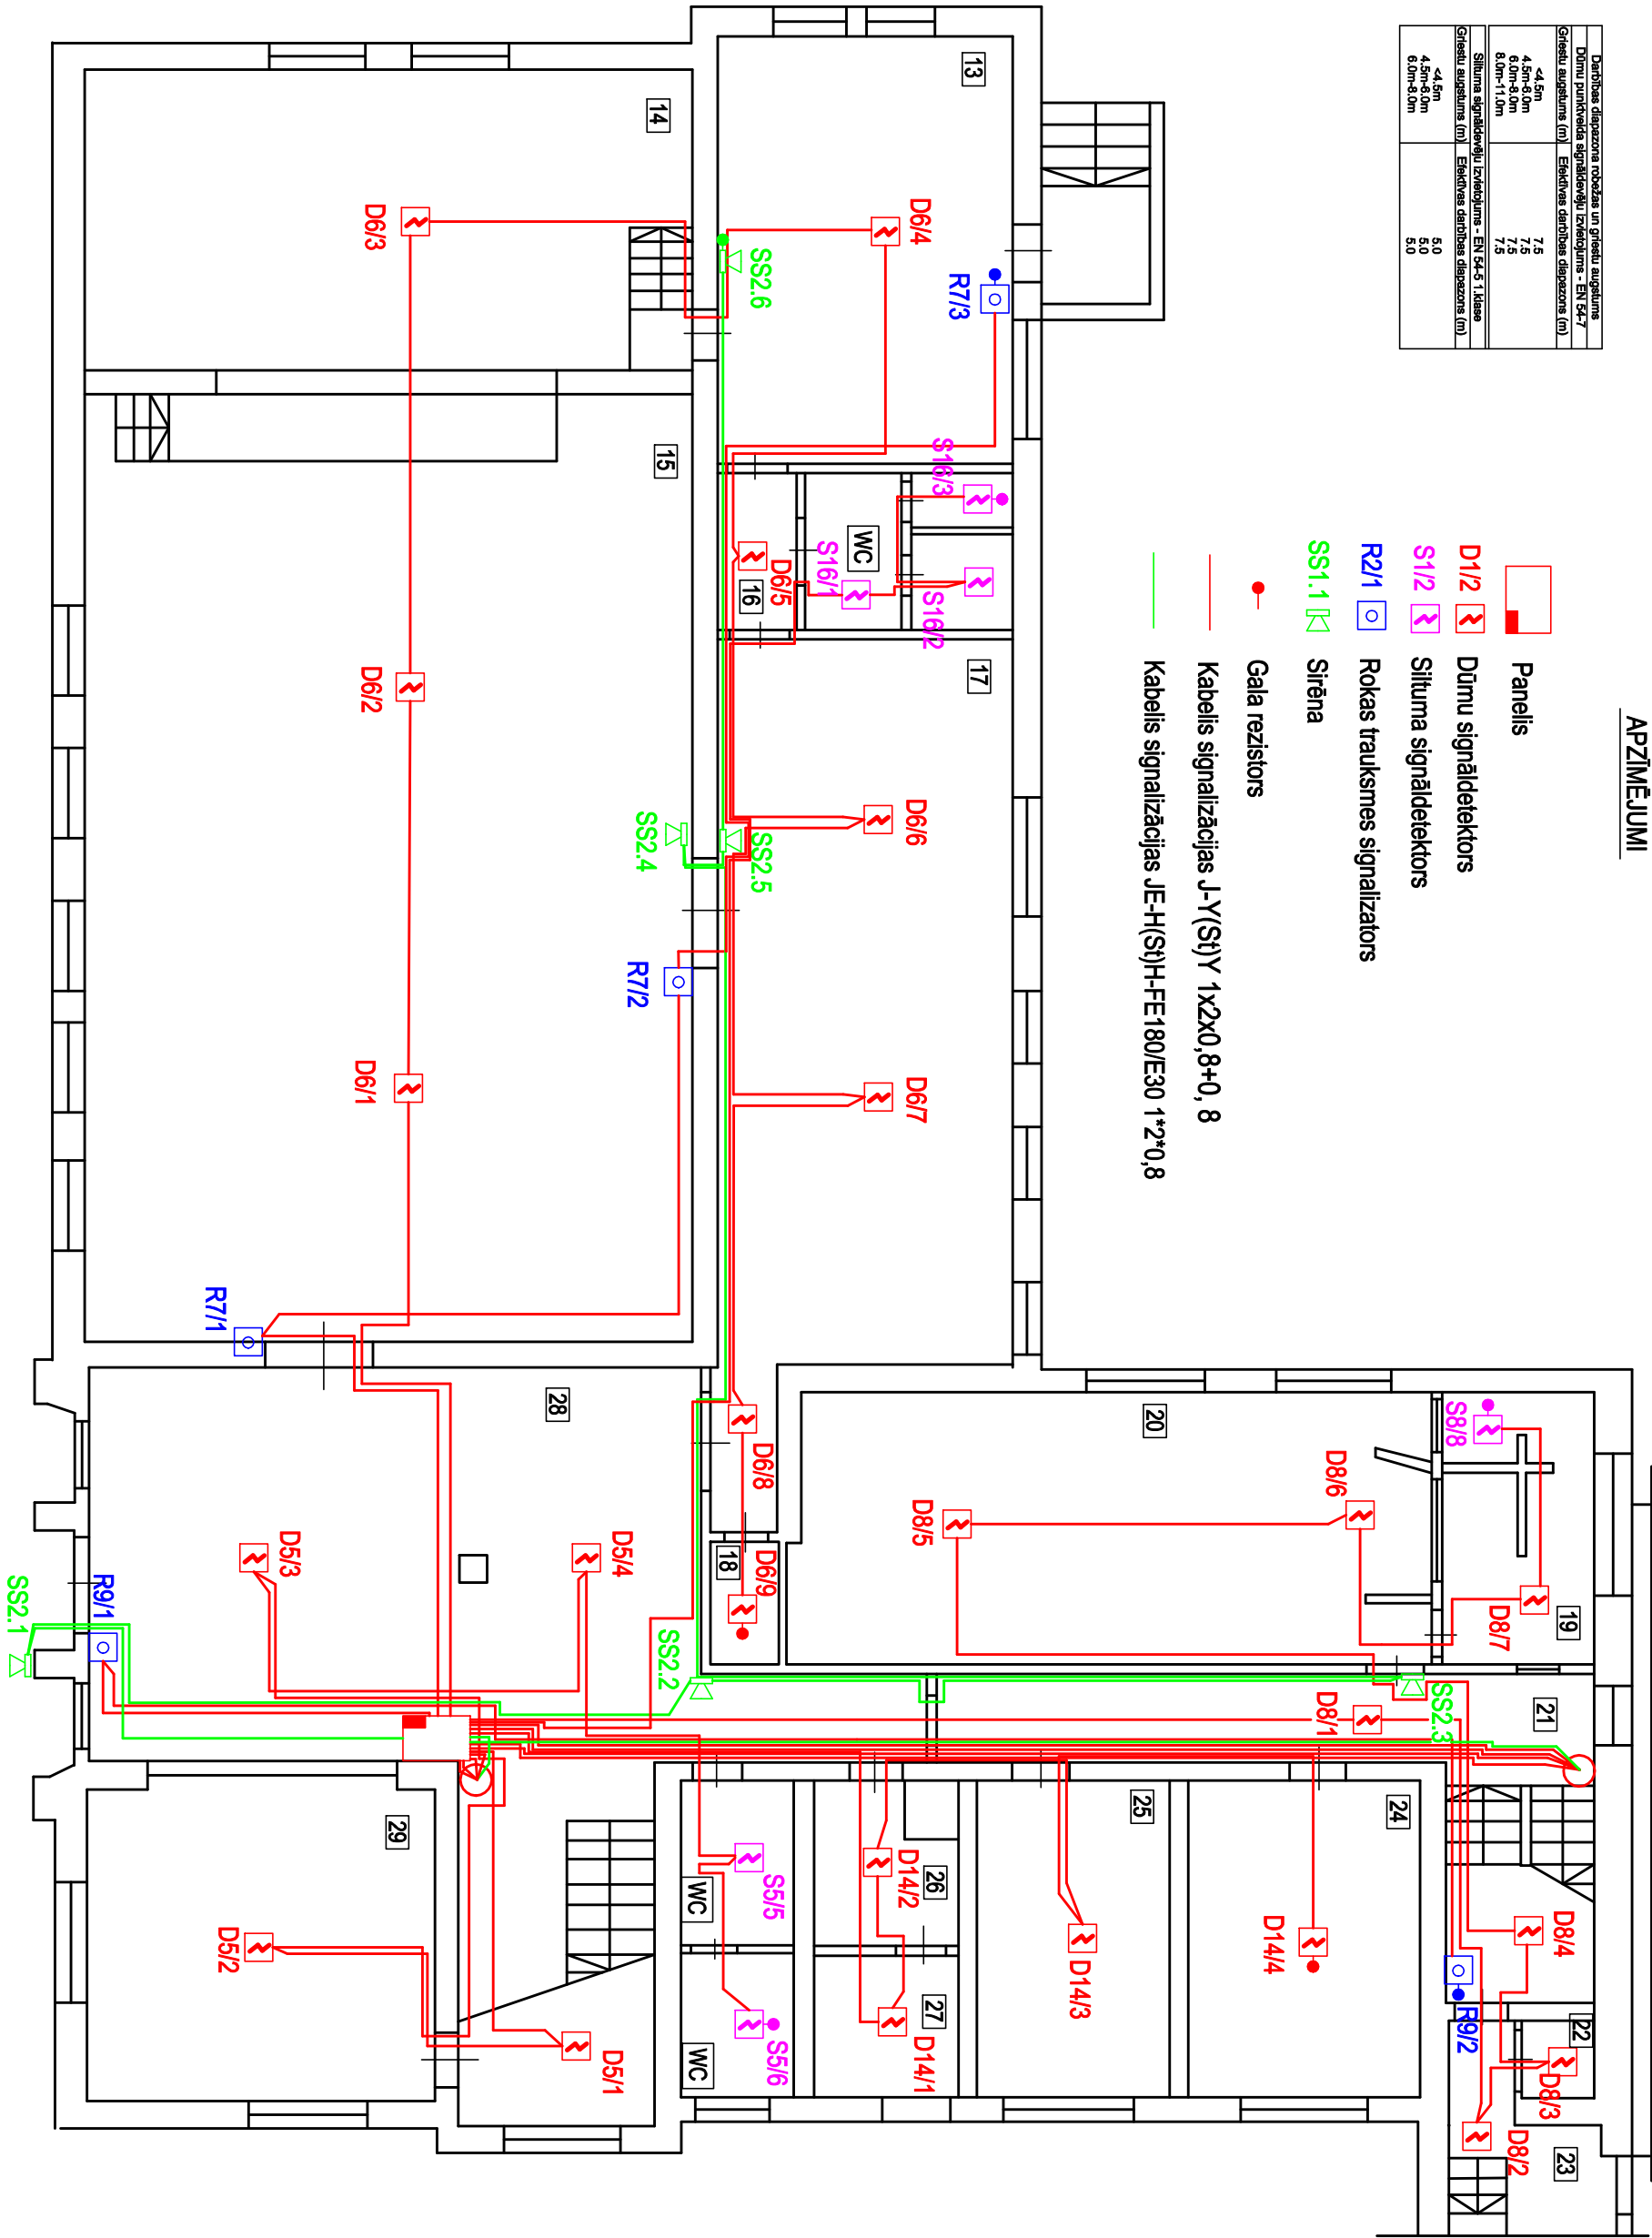 APZĪMĒJUMI
Panelis
D1/2 Dūmu signāldetektors
S1/2 Siltuma signāldetektors
R2/1 Rokas trauksmes signalizators
SS1.1 Sirēna
Gala rezistors
Kabelis signalizācijas J-Y(St)Y 1x2x0,8+0, 8
Kabelis signalizācijas JE-H(St)H-FE180/E30 1*2*0,8
Darbības diapazona robežas un griestu augstums
Dūmu punktveida signāldevēju izvietojums - EN 54-7
Griestu augstums (m) Efektīvas darbības diapazons (m)
<4.5m 7.5
4.5m-6.0m 7.5
6.0m-8.0m 7.5
8.0m-11.0m 7.5
Siltuma signāldevēju izvietojums - EN 54-5 1.klase
Griestu augstums (m) Efektīvas darbības diapazons (m)
<4.5m 5.0
4.5m-6.0m 5.0
6.0m-8.0m 5.0
13
D6/4
R7/3
14
D6/3
SS2.6
15
S16/3
WC
S16/1
S16/2
D6/5
16
17
D6/2
D6/6
SS2.5
SS2.4
R7/2
D6/1
D6/7
R7/1
28
20
S8/8
D6/8
D8/6
D8/5
D5/3
D5/4
18
D6/9
R9/1
SS2.1
SS2.2
D8/7
19
SS2.3
21
D8/1
29
25
24
S5/5
WC
D14/2
26
D14/4
D8/4
D5/2
D14/3
D5/1
S5/6
WC
27
D14/1
R9/2
22
D8/3
D8/2
23